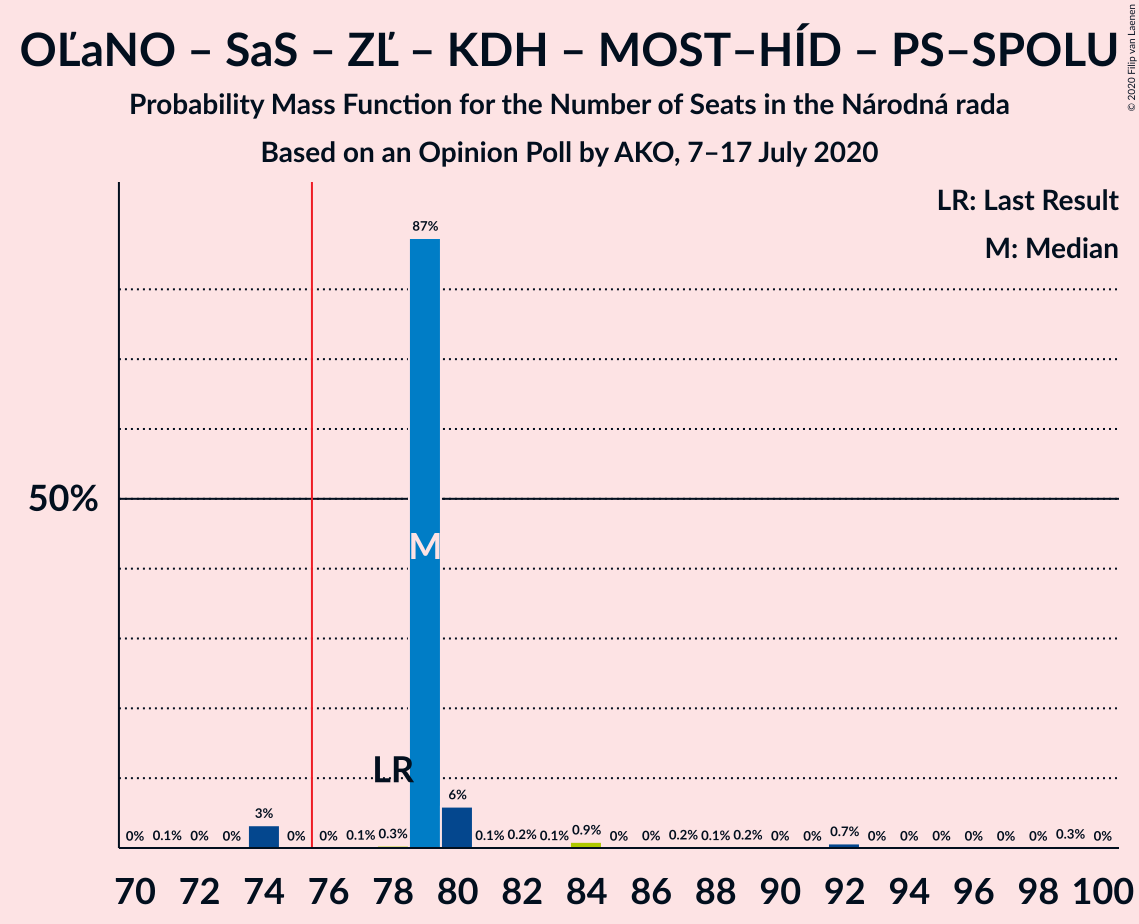 OĽaNO – SaS – ZĽ – KDH – MOST–HÍD – PS–SPOLU
Probability Mass Function for the Number of Seats in the Národná rada
Based on an Opinion Poll by AKO, 7–17 July 2020
© 2020 Filip van Laenen
LR: Last Result
M: Median
87%
50%
M
LR
0% 0.1% 0% 0% 3% 0% 0% 0.1% 0.3% 6% 0.1% 0.2% 0.1% 0.9% 0% 0% 0.2% 0.1% 0.2% 0% 0% 0.7% 0% 0% 0% 0% 0% 0% 0.3% 0%
70 72 74 76 78 80 82 84 86 88 90 92 94 96 98 100